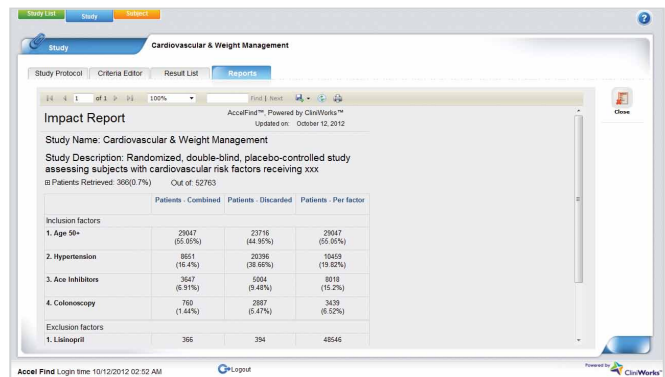 Study List
Study
Subject
Study
Cardiovascular & Weight Management
Study Protocol
Criteria Editor
Result List
Reports
1 of 1
100%
Find | Next
Close
Impact Report
AccelFind™, Powered by CliniWorks™
Updated on: October 12, 2012
Study Name: Cardiovascular & Weight Management
Study Description: Randomized, double-blind, placebo-controlled study
assessing subjects with cardiovascular risk factors receiving xxx
Patients Retrieved: 366(0.7%) Out of: 52763
Patients - Combined Patients - Discarded Patients - Per factor
Inclusion factors
1. Age 50+ 29047 23716 29047
(55.05%) (44.95%) (55.05%)
2. Hypertension 8651 20396 10459
(16.4%) (38.66%) (19.82%)
3. Ace Inhibitors 3647 5004 8018
(6.91%) (9.48%) (15.2%)
4. Colonoscopy 760 2887 3439
(1.44%) (5.47%) (6.52%)
Exclusion factors
1. Lisinopril 366 394 48546
Accel Find Login time 10/12/2012 02:52 AM
Logout
Powered by
CliniWorks™